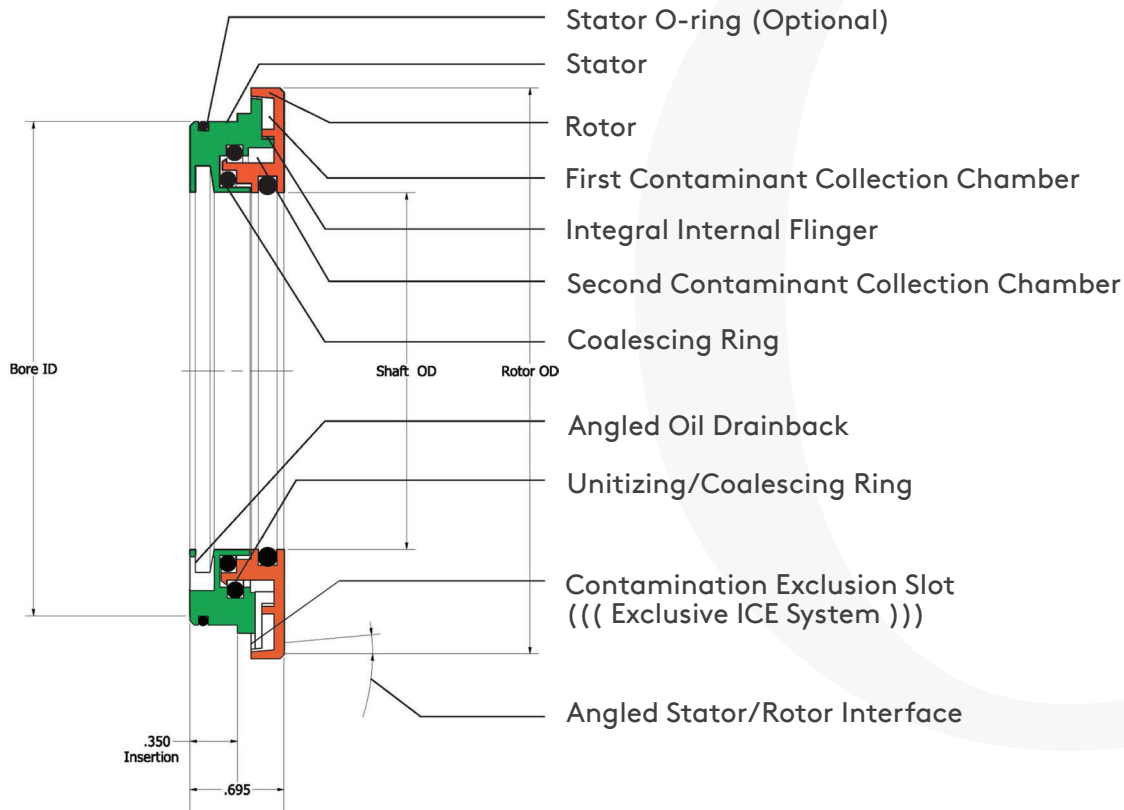 Stator O-ring (Optional)
Stator
Rotor
First Contaminant Collection Chamber
Integral Internal Flinger
Second Contaminant Collection Chamber
Coalescing Ring
Bore ID
Shaft OD
Rotor OD
Angled Oil Drainback
Unitizing/Coalescing Ring
Contamination Exclusion Slot
((( Exclusive ICE System )))
Angled Stator/Rotor Interface
.350
Insertion
.695